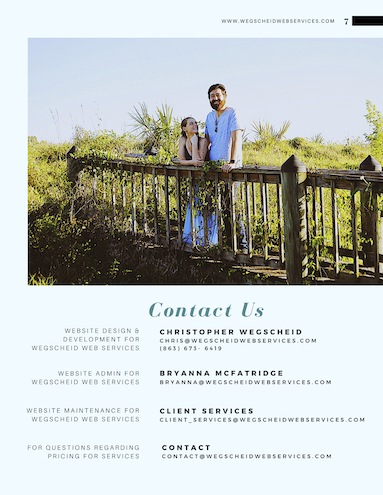 WWW.WEGSCHEIDWEBSERVICES.COM 7
Contact Us
WEBSITE DESIGN &
DEVELOPMENT FOR
WEGSCHEID WEB SERVICES
CHRISTOPHER WEGSCHEID
CHRIS@WEGSCHEIDWEBSERVICES.COM
(863) 673- 6419
WEBSITE ADMIN FOR
WEGSCHEID WEB SERVICES
BRYANNA MCFATRIDGE
BRYANNA@WEGSCHEIDWEBSERVICES.COM
WEBSITE MAINTENANCE FOR
WEGSCHEID WEB SERVICES
CLIENT SERVICES
CLIENT_SERVICES@WEGSCHEIDWEBSERVICES.COM
FOR QUESTIONS REGARDING
PRICING FOR SERVICES
CONTACT
CONTACT@WEGSCHEIDWEBSERVICES.COM